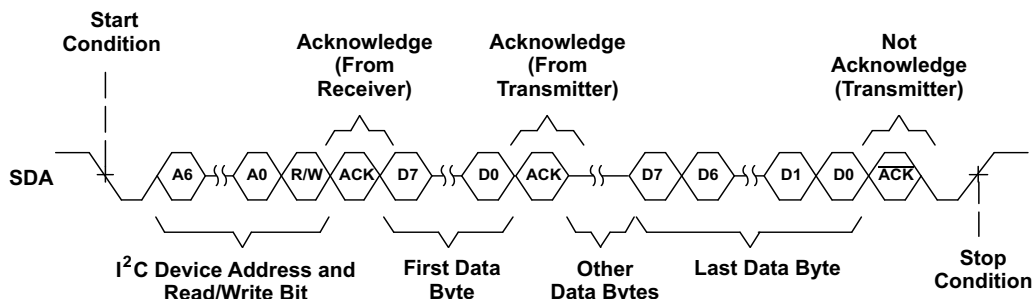 Start
Condition
Acknowledge
(From
Receiver)
Acknowledge
(From
Transmitter)
Not
Acknowledge
(Transmitter)
SDA
A6 A0 R/W ACK D7 D0 ACK D7 D6 D1 D0 A̅C̅K̅
I²C Device Address and
Read/Write Bit
First Data
Byte
Other
Data Bytes
Last Data Byte
Stop
Condition